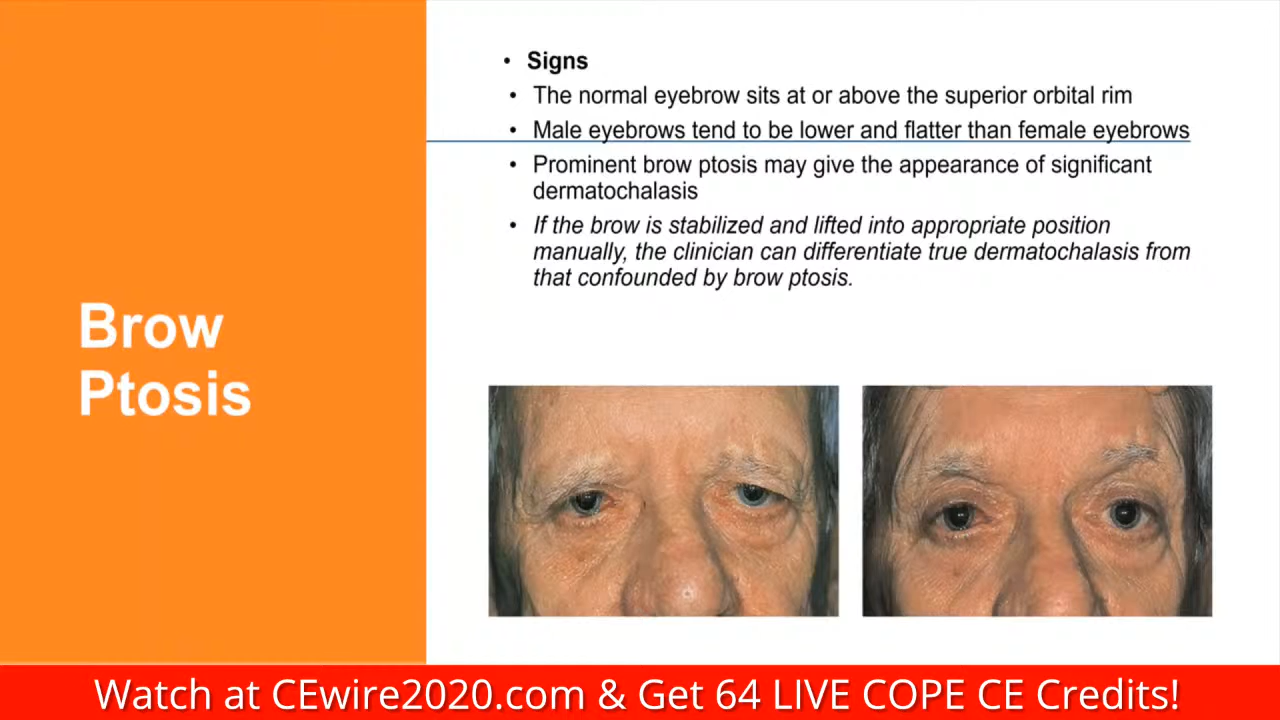 Brow
Ptosis
• Signs
• The normal eyebrow sits at or above the superior orbital rim
• Male eyebrows tend to be lower and flatter than female eyebrows
• Prominent brow ptosis may give the appearance of significant
dermatochalasis
• If the brow is stabilized and lifted into appropriate position
manually, the clinician can differentiate true dermatochalasis from
that confounded by brow ptosis.
Watch at CEwire2020.com & Get 64 LIVE COPE CE Credits!